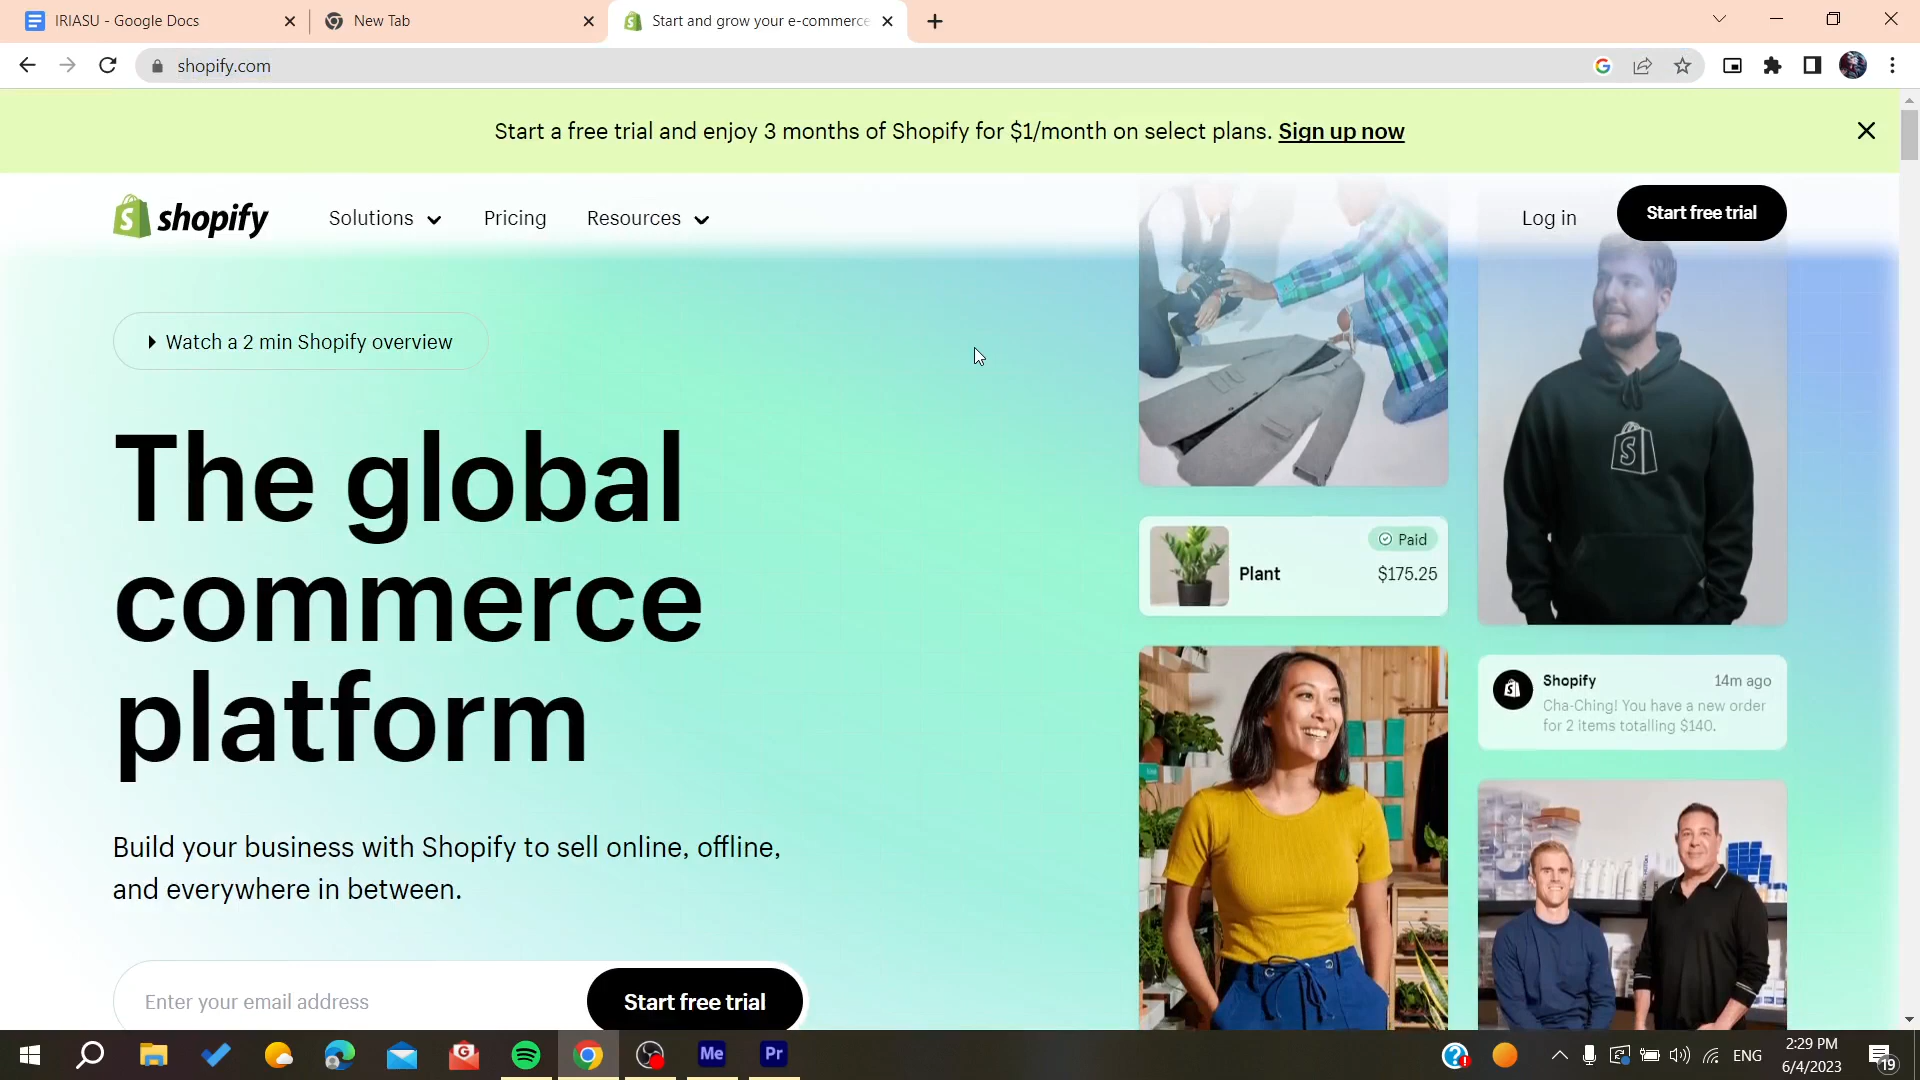 IRIASU - Google Docs
New Tab
Start and grow your e-commerce
shopify.com
Start a free trial and enjoy 3 months of Shopify for $1/month on select plans. Sign up now
shopify
Solutions
Pricing
Resources
Log in
Start free trial
Watch a 2 min Shopify overview
The global
commerce
platform
Build your business with Shopify to sell online, offline,
and everywhere in between.
Enter your email address
Start free trial
Paid
Plant
$175.25
Shopify
14m ago
Cha-Ching! You have a new order
for 2 items totalling $140.
Me
Pr
ENG
2:29 PM
6/4/2023
19